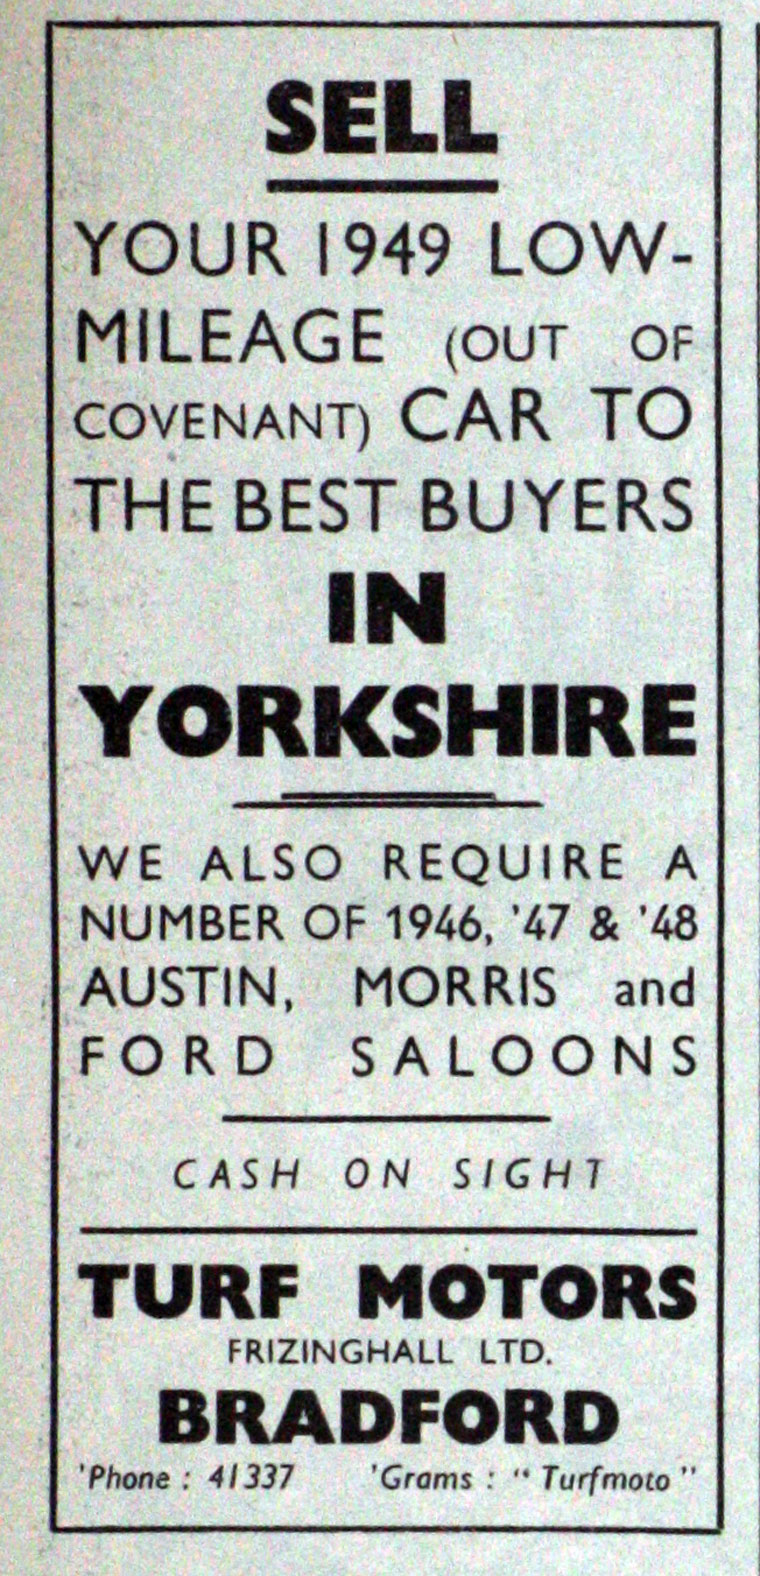 SELL
YOUR 1949 LOW-
MILEAGE (OUT OF
COVENANT) CAR TO
THE BEST BUYERS
IN
YORKSHIRE
WE ALSO REQUIRE A
NUMBER OF 1946, '47 & '48
AUSTIN, MORRIS and
FORD SALOONS
CASH ON SIGHT
TURF MOTORS
FRIZINGHALL LTD.
BRADFORD
'Phone : 41337 'Grams : “ Turfmoto ”